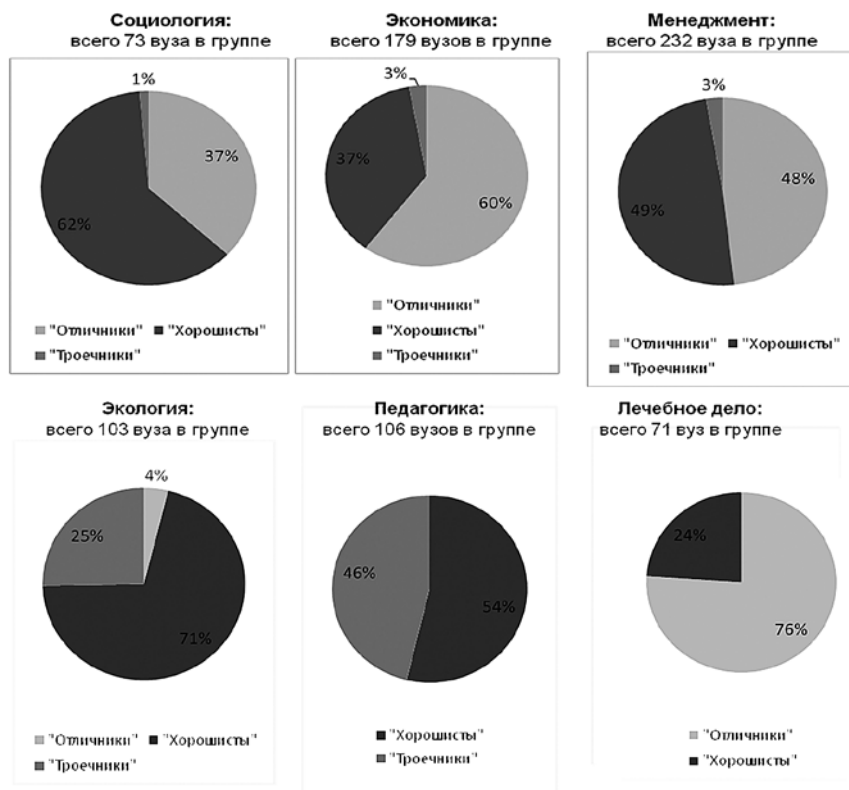 Социология:
всего 73 вуза в группе
1%
37%
62%
"Отличники" "Хорошисты"
"Троечники"
Экономика:
всего 179 вузов в группе
3%
37%
60%
"Отличники"
"Хорошисты"
"Троечники"
Менеджмент:
всего 232 вуза в группе
3%
48%
49%
"Отличники" "Хорошисты"
"Троечники"
Экология:
всего 103 вуза в группе
4%
25%
71%
"Отличники" "Хорошисты"
"Троечники"
Педагогика:
всего 106 вузов в группе
46%
54%
"Хорошисты"
"Троечники"
Лечебное дело:
всего 71 вуз в группе
24%
76%
"Отличники"
"Хорошисты"